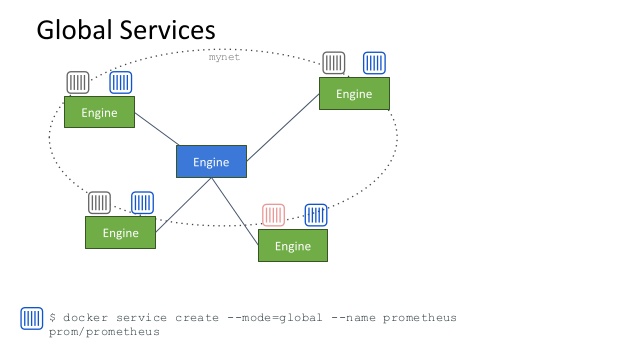 Global Services
mynet
Engine
Engine
Engine
Engine
Engine
$ docker service create --mode=global --name prometheus
prom/prometheus